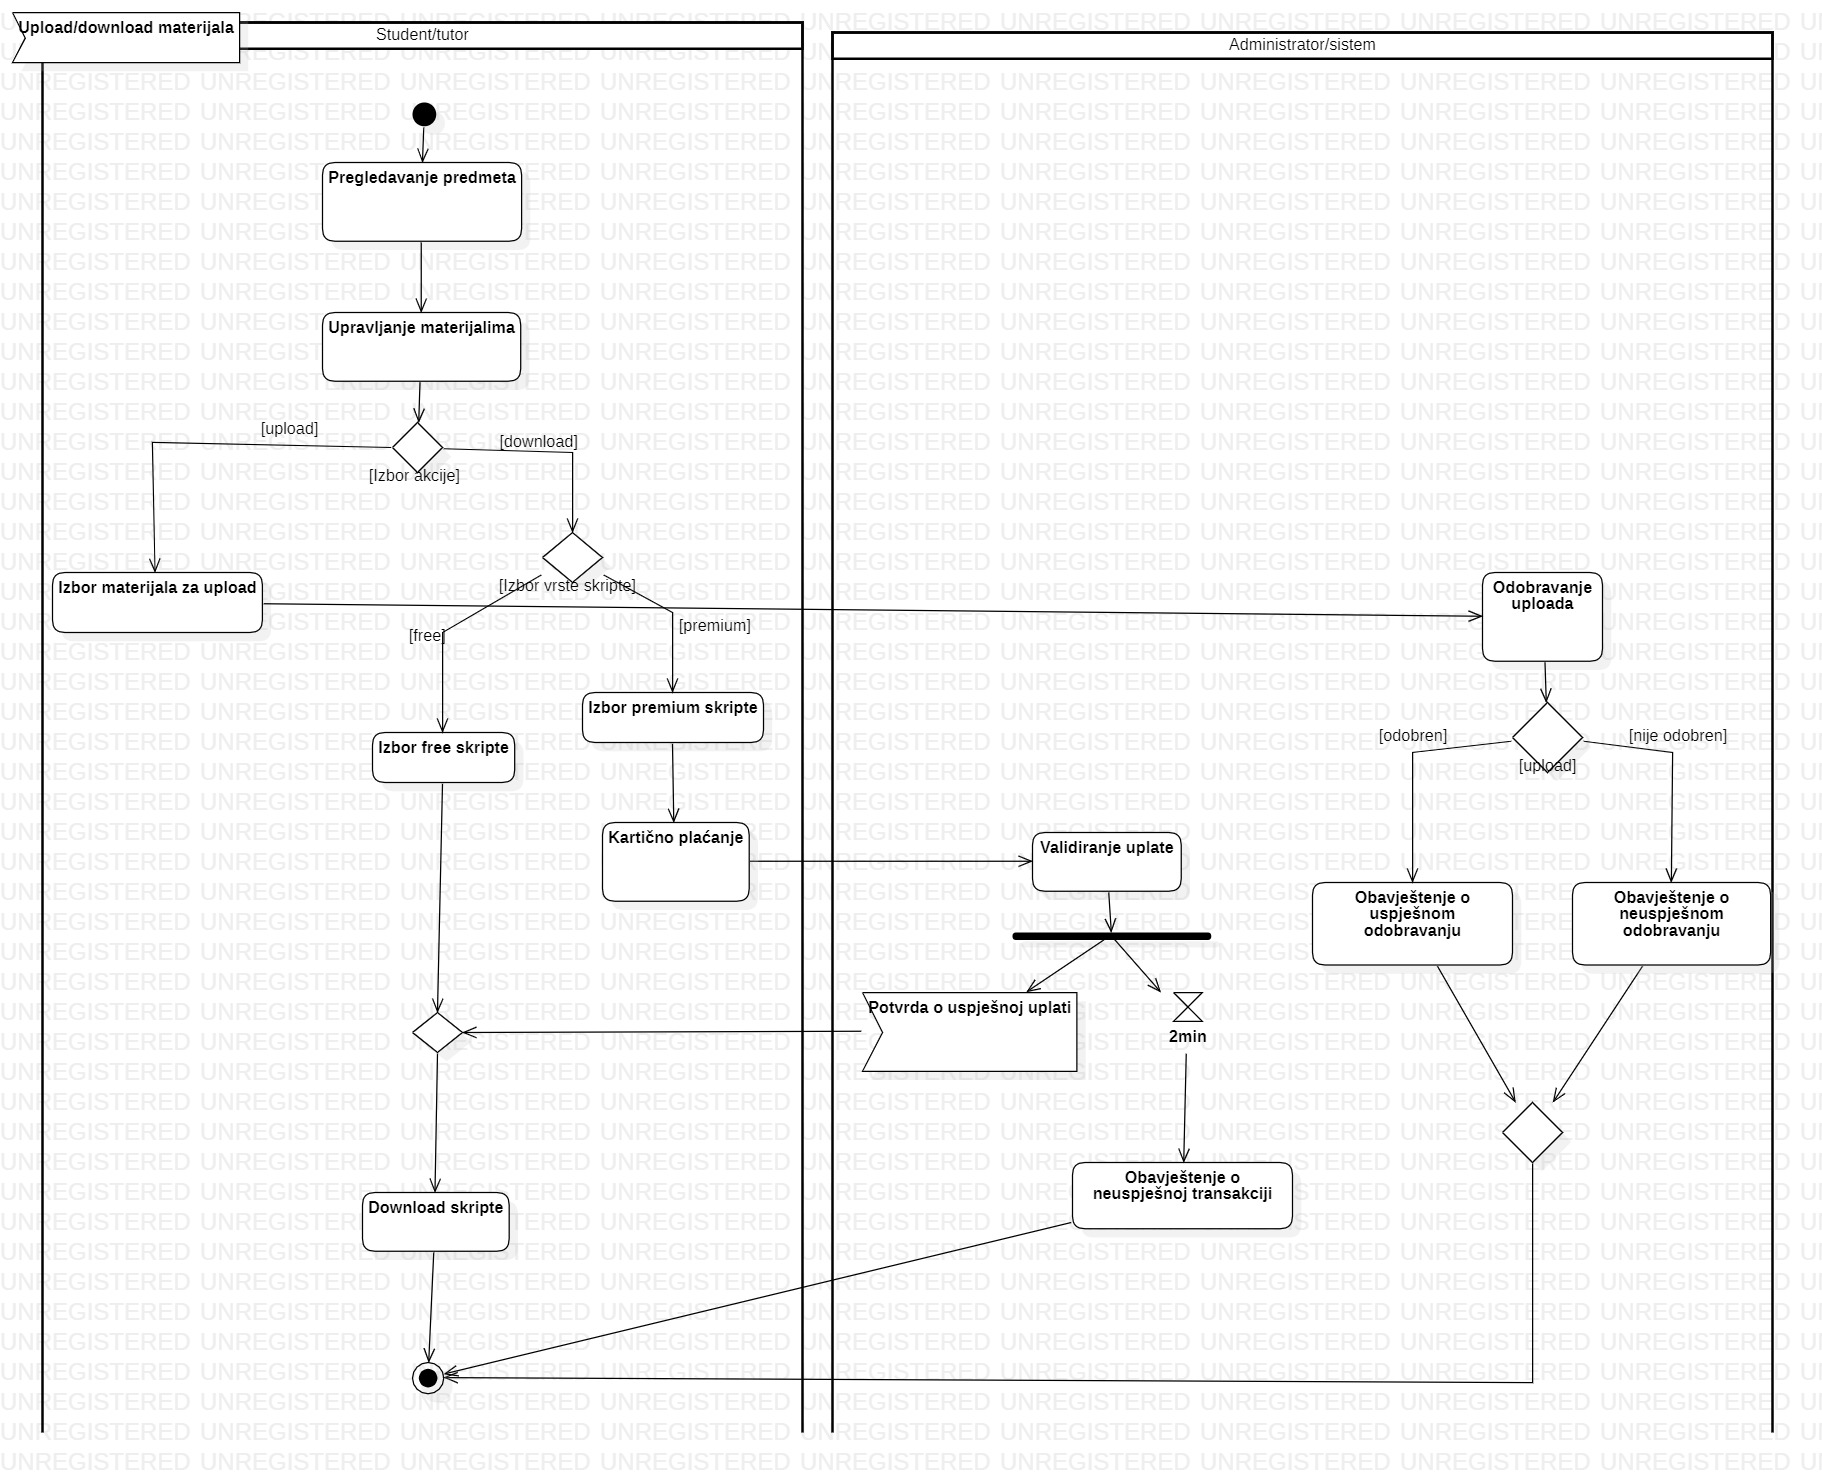 Upload/download materijala
Student/tutor
Administrator/sistem
Pregledavanje predmeta
Upravljanje materijalima
[upload]
[download]
[Izbor akcije]
[Izbor vrste skripte]
Izbor materijala za upload
Odobravanje
uploada
[free]
[premium]
Izbor premium skripte
Izbor free skripte
[odobren]
[nije odobren]
[upload]
Kartično plaćanje
Validiranje uplate
Obavještenje o
uspješnom
odobravanju
Obavještenje o
neuspješnom
odobravanju
Potvrda o uspješnoj uplati
2min
Obavještenje o
neuspješnoj transakciji
Download skripte
UNREGISTERED